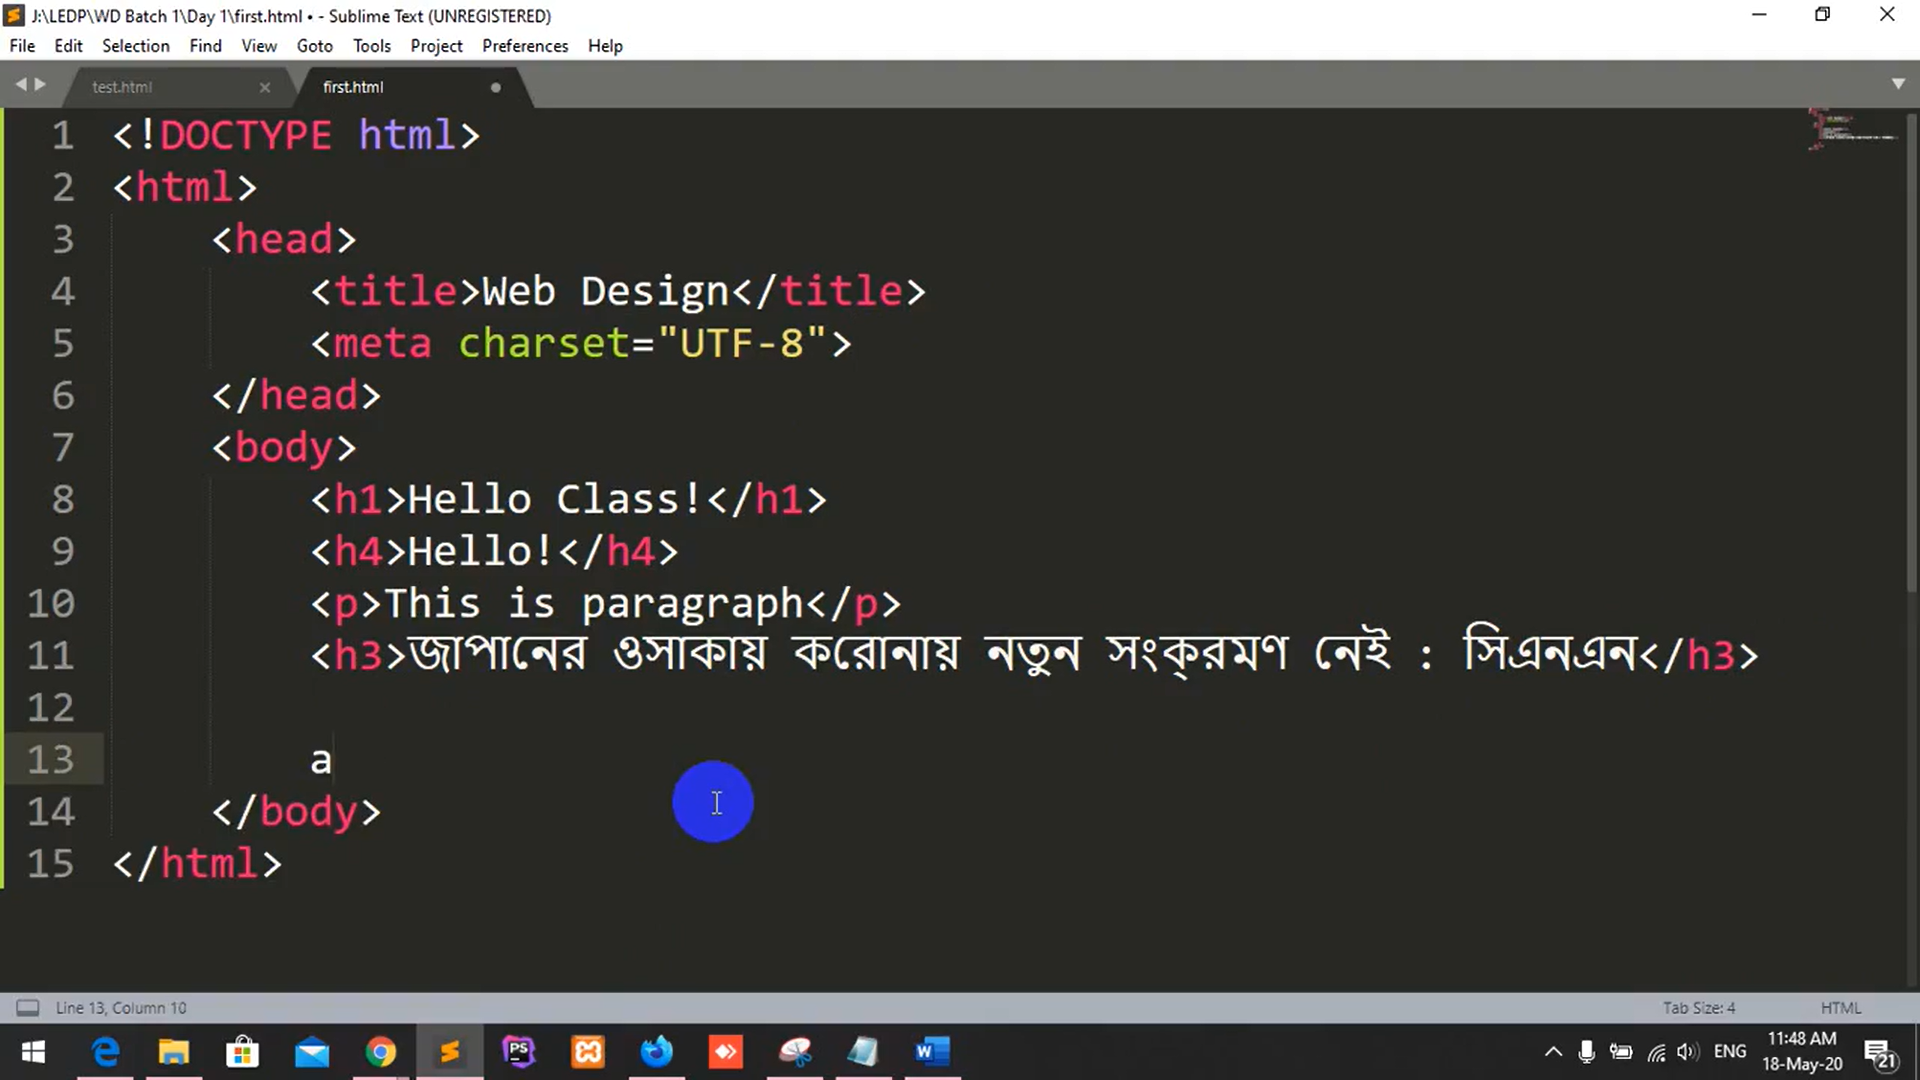 J:\LEDP\WD Batch 1\Day 1\first.html • - Sublime Text (UNREGISTERED)
File Edit Selection Find View Goto Tools Project Preferences Help
test.html first.html
1 <!DOCTYPE html>
2 <html>
3 <head>
4 <title>Web Design</title>
5 <meta charset="UTF-8">
6 </head>
7 <body>
8 <h1>Hello Class!</h1>
9 <h4>Hello!</h4>
10 <p>This is paragraph</p>
11 <h3>জাপানের ওসাকায় করোনায় নতুন সংক্রমণ নেই : সিএনএন</h3>
12
13 a
14 </body>
15 </html>
Line 13, Column 10 Tab Size: 4 HTML
PS W ENG 11:48 AM 21
18-May-20